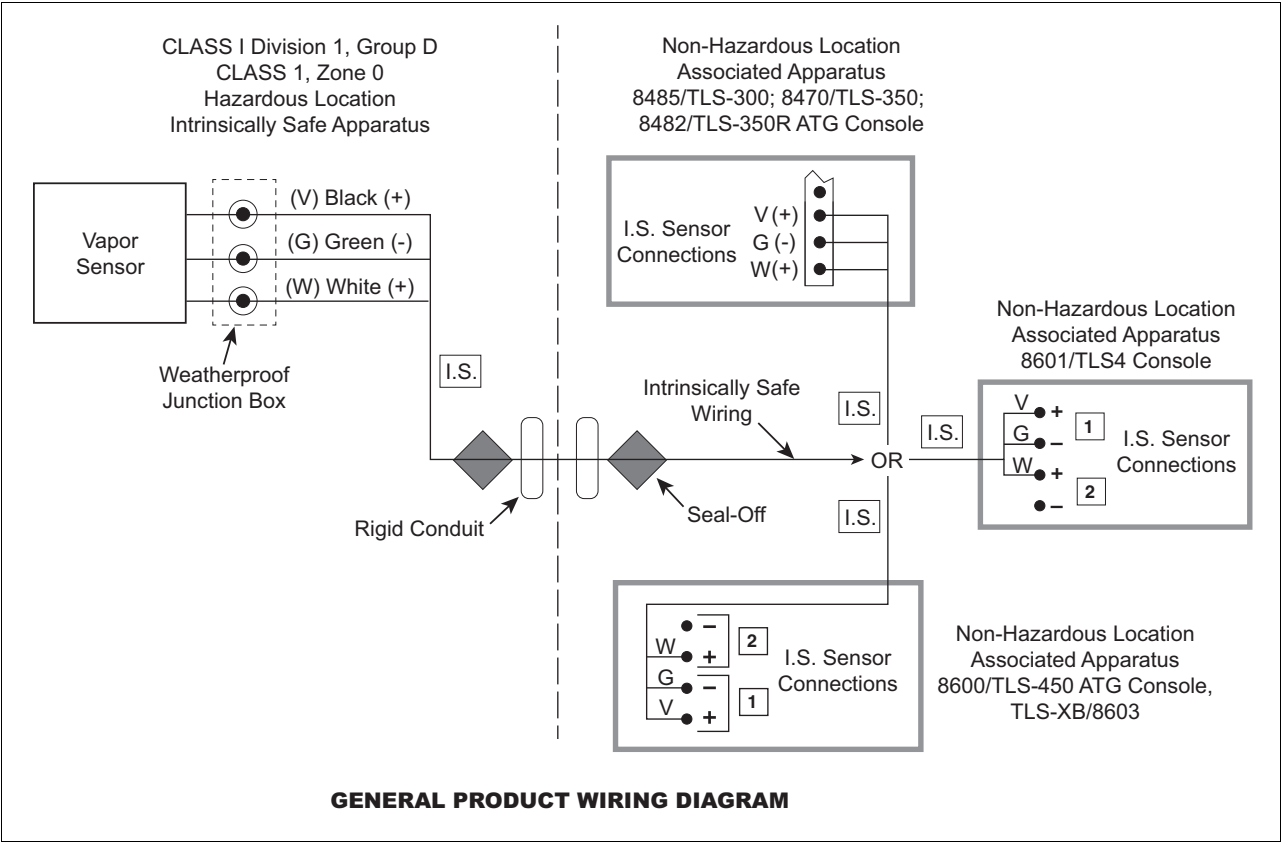 CLASS I Division 1, Group D
CLASS 1, Zone 0
Hazardous Location
Intrinsically Safe Apparatus
Non-Hazardous Location
Associated Apparatus
8485/TLS-300; 8470/TLS-350;
8482/TLS-350R ATG Console
Vapor
Sensor
(V) Black (+)
(G) Green (-)
(W) White (+)
Weatherproof
Junction Box
I.S.
I.S. Sensor
Connections
V (+)
G (-)
W(+)
Non-Hazardous Location
Associated Apparatus
8601/TLS4 Console
Intrinsically Safe
Wiring
I.S.
I.S.
OR
V +
G –
W +
–
1
2
I.S. Sensor
Connections
Rigid Conduit
Seal-Off
I.S.
–
W +
G –
V +
2
1
I.S. Sensor
Connections
Non-Hazardous Location
Associated Apparatus
8600/TLS-450 ATG Console,
TLS-XB/8603
GENERAL PRODUCT WIRING DIAGRAM